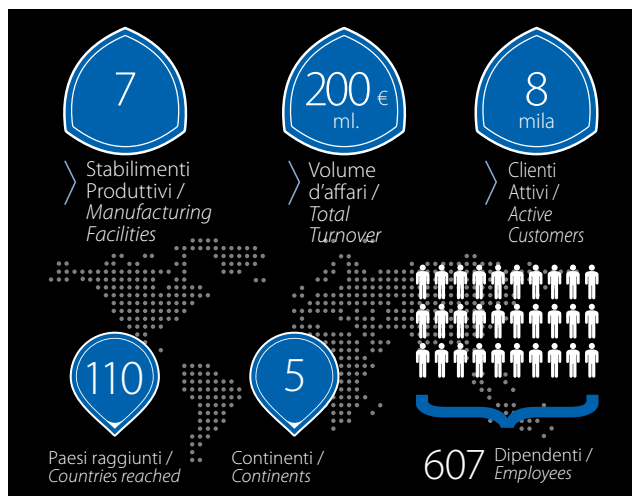 7
Stabilimenti
Produttivi /
Manufacturing
Facilities
200 €
ml.
Volume
d'affari /
Total
Turnover
8
mila
Clienti
Attivi /
Active
Customers
110
Paesi raggiunti /
Countries reached
5
Continenti /
Continents
607 Dipendenti /
Employees